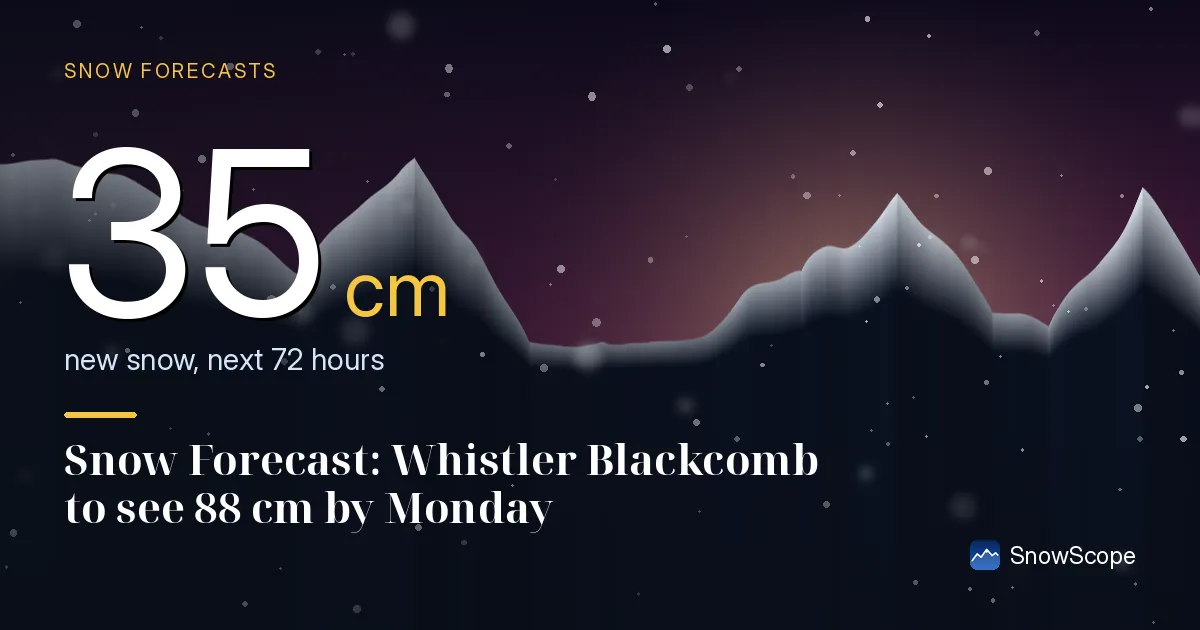 SNOW FORECASTS
35 cm
new snow, next 72 hours
Snow Forecast: Whistler Blackcomb
to see 88 cm by Monday
SnowScope